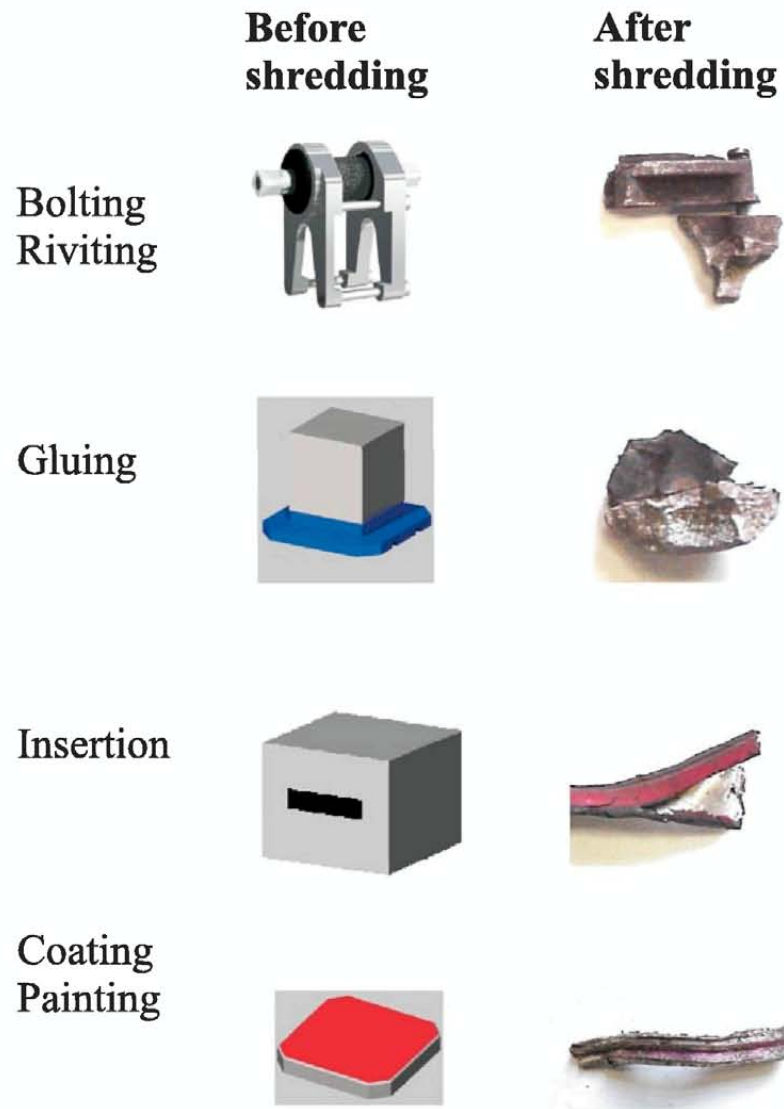 Before shredding
After shredding
Bolting
Riviting
Gluing
Insertion
Coating
Painting